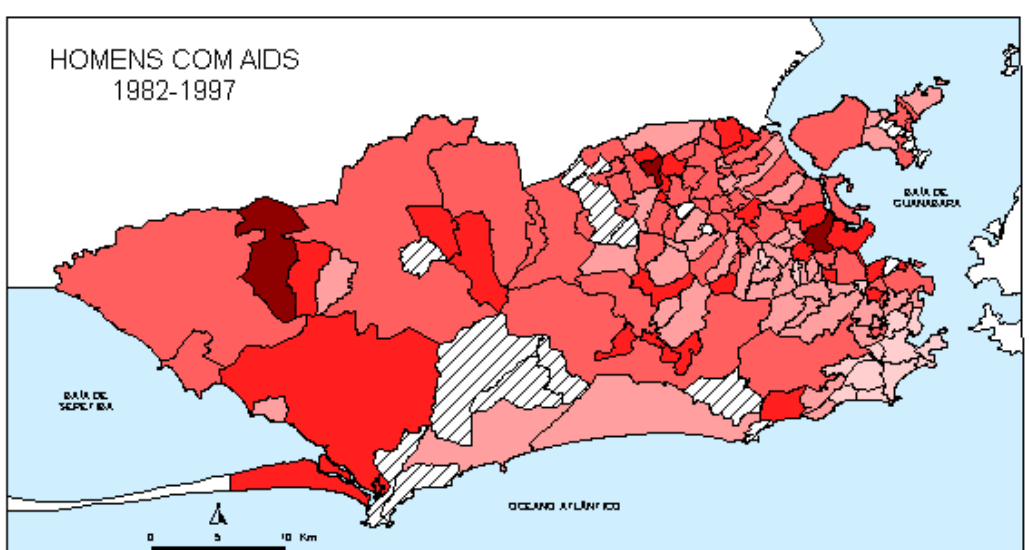 HOMENS COM AIDS
1982-1997
BAÍA DE
GUANABARA
BAÍA DE
SEPETIBA
OCEANO ATLÂNTICO
0 5 10 Km